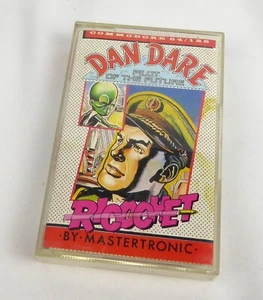 COMMODORE 64/128
DAN DARE
PILOT
OF THE FUTURE
RICOCHET
·BY·MASTERTRONIC·